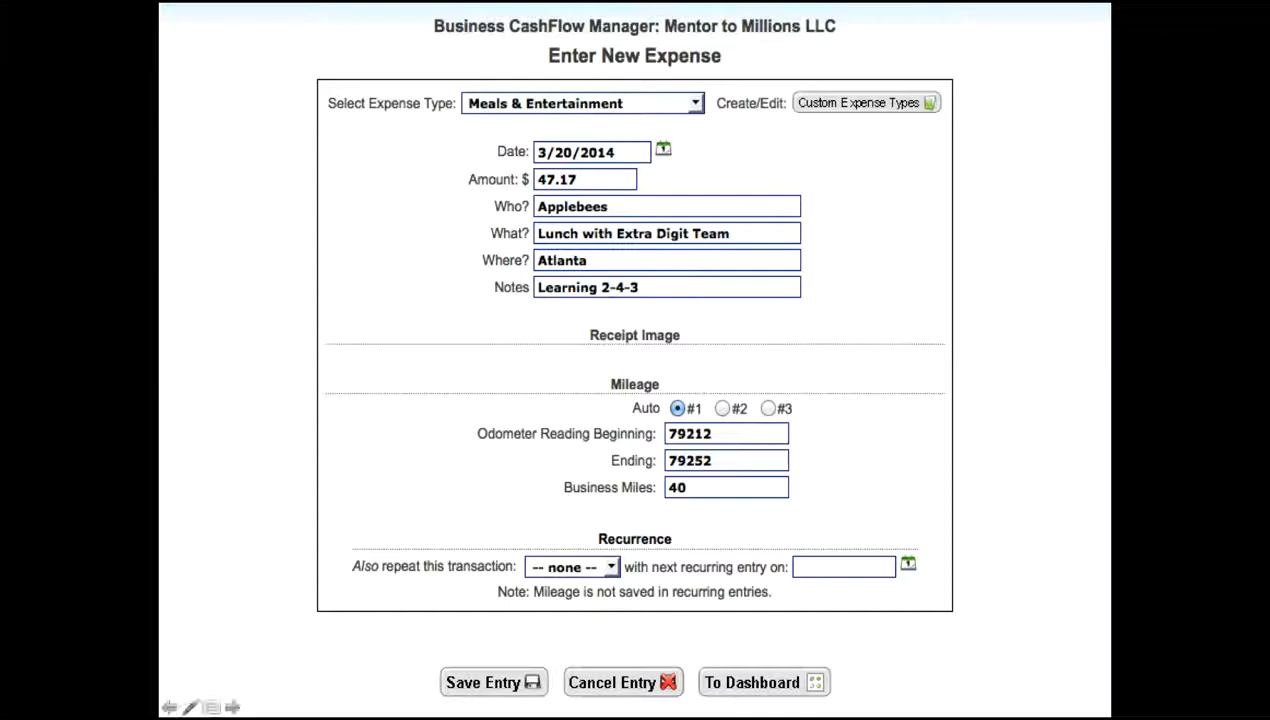 Business CashFlow Manager: Mentor to Millions LLC
Enter New Expense
Select Expense Type: Meals & Entertainment Create/Edit: Custom Expense Types
Date: 3/20/2014
Amount: $ 47.17
Who? Applebees
What? Lunch with Extra Digit Team
Where? Atlanta
Notes Learning 2-4-3
Receipt Image
Mileage
Auto #1 #2 #3
Odometer Reading Beginning: 79212
Ending: 79252
Business Miles: 40
Recurrence
Also repeat this transaction: -- none -- with next recurring entry on:
Note: Mileage is not saved in recurring entries.
Save Entry Cancel Entry To Dashboard